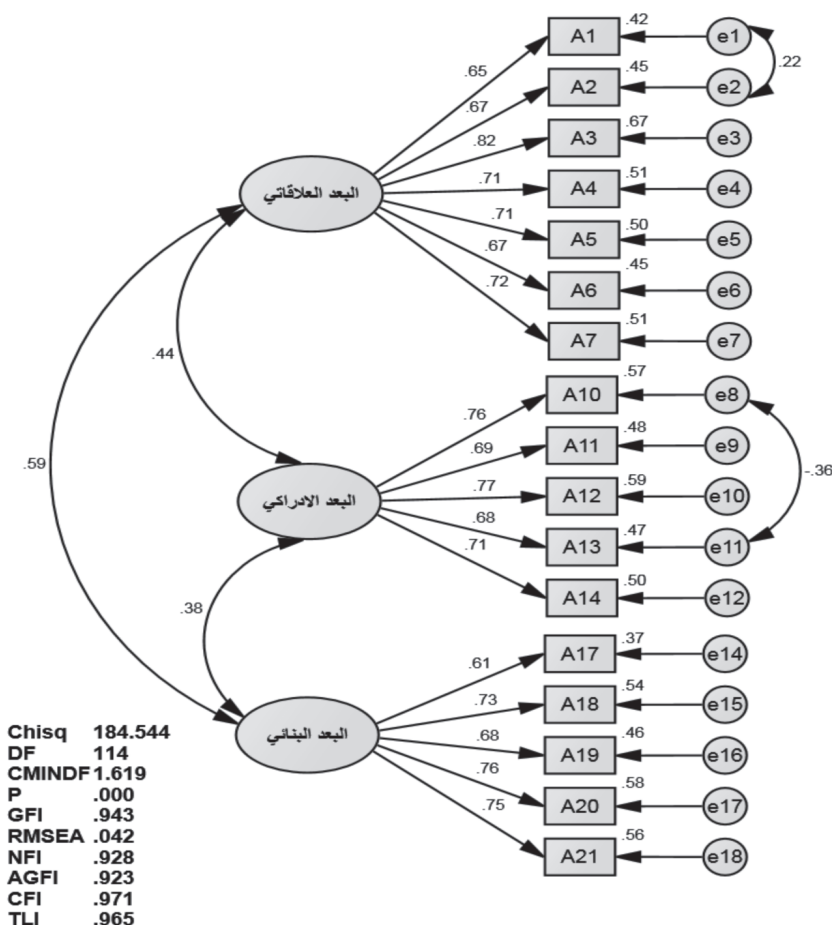 .42
A1
e1
.22
.65
.45
A2
e2
.67
.67
A3
e3
.82
.51
A4
e4
.71
.50
A5
e5
.71
.45
A6
e6
.67
.51
A7
e7
.72
البعد العلاقاتي
.44
.59
.57
A10
e8
.76
.48
A11
e9
.69
-.36
.59
A12
e10
.77
.47
A13
e11
.68
.50
A14
e12
.71
البعد الادراكي
.38
.37
A17
e14
.61
.54
A18
e15
.73
.46
A19
e16
.68
.58
A20
e17
.76
.56
A21
e18
.75
البعد البنائي
Chisq 184.544
DF 114
CMINDF 1.619
P .000
GFI .943
RMSEA .042
NFI .928
AGFI .923
CFI .971
TLI .965